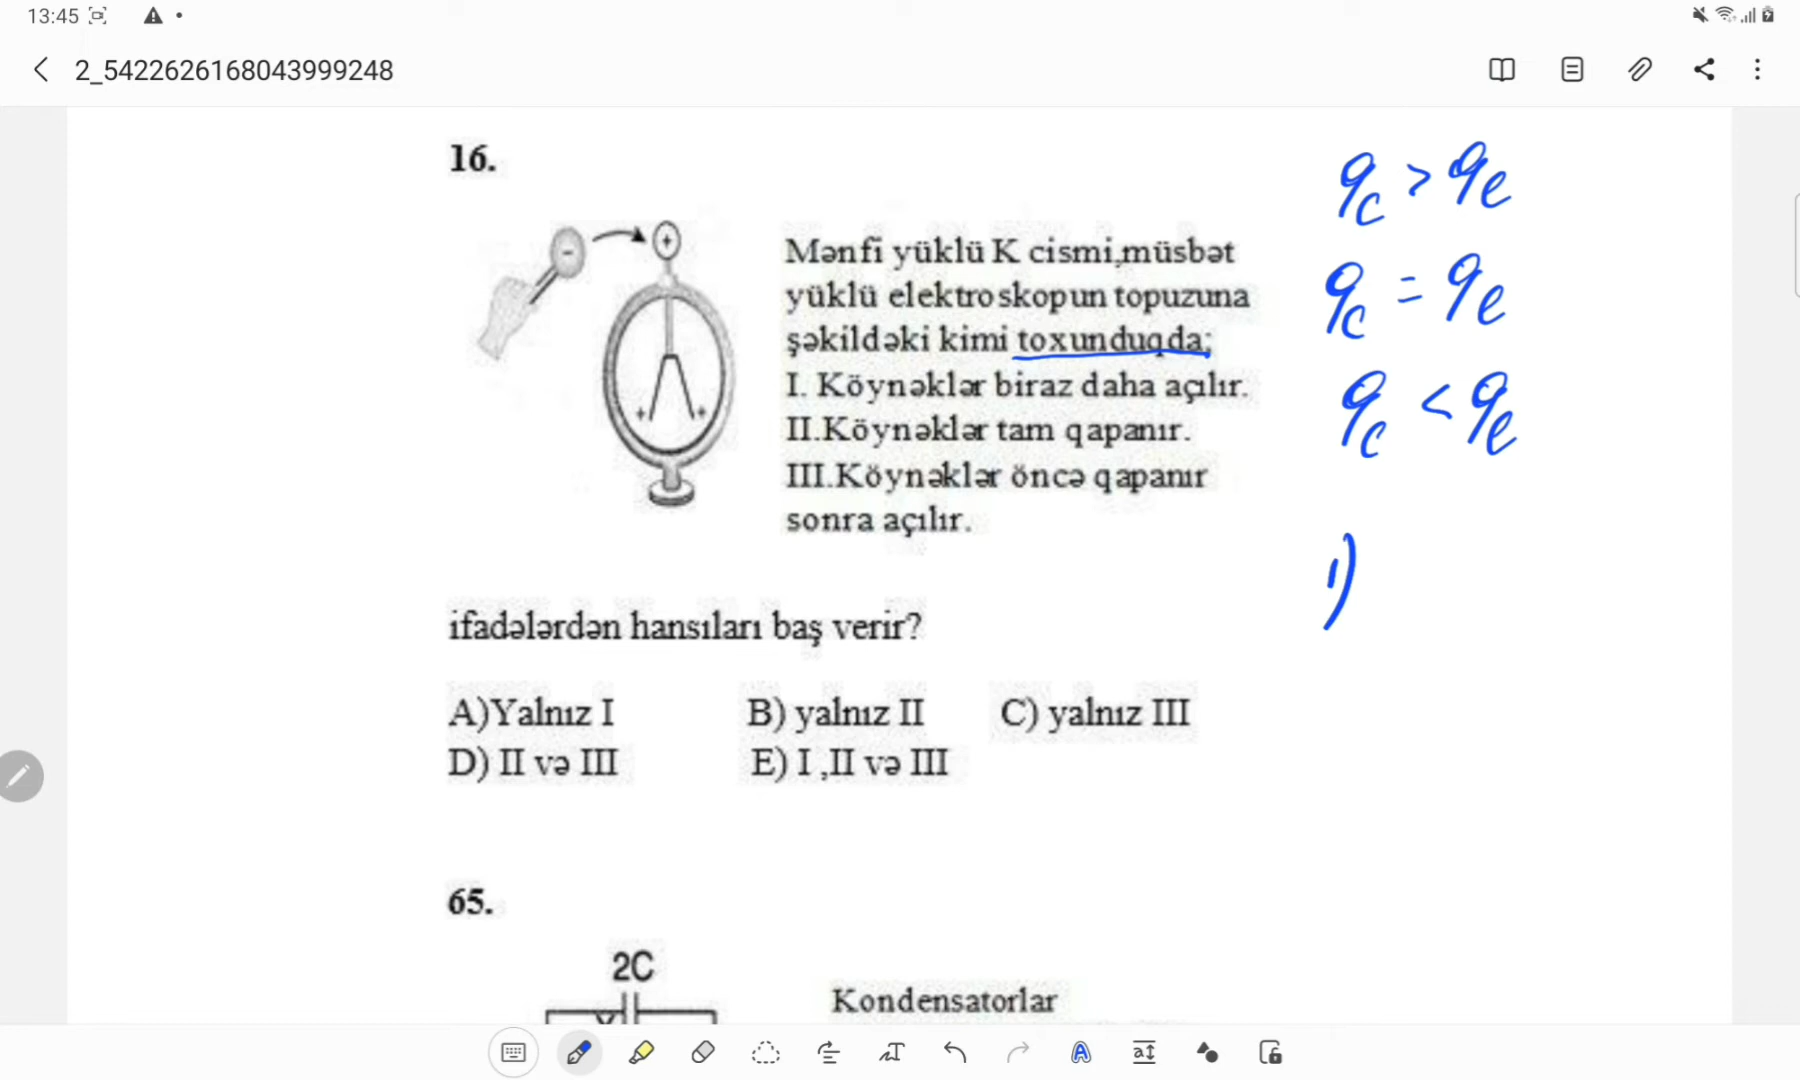 13:45
2_5422626168043999248
16.
Mənfi yüklü K cismi,müsbət
yüklü elektroskopun topuzuna
şəkildəki kimi toxunduqda;
I. Köynəklər biraz daha açılır.
II.Köynəklər tam qapanır.
III.Köynəklər öncə qapanır
sonra açılır.
- +
+ +
ifadələrdən hansıları baş verir?
A)Yalnız I B) yalnız II C) yalnız III
D) II və III E) I ,II və III
qc > qe
qc = qe
qc < qe
1)
65.
2C
Kondensatorlar